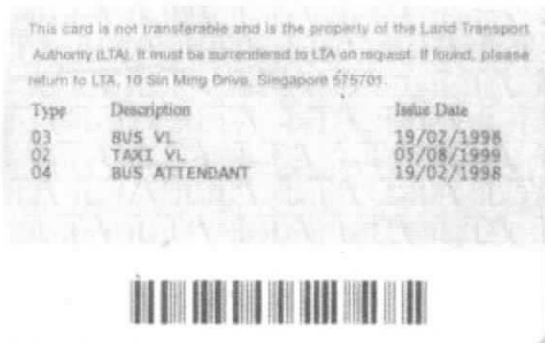 This card is not transferable and is the property of the Land Transport
Authority (LTA). It must be surrendered to LTA on request. If found, please
return to LTA, 10 Sin Ming Drive, Singapore 575701.
Type Description Issue Date
03 BUS VL 19/02/1998
02 TAXI VL 05/08/1999
04 BUS ATTENDANT 19/02/1998